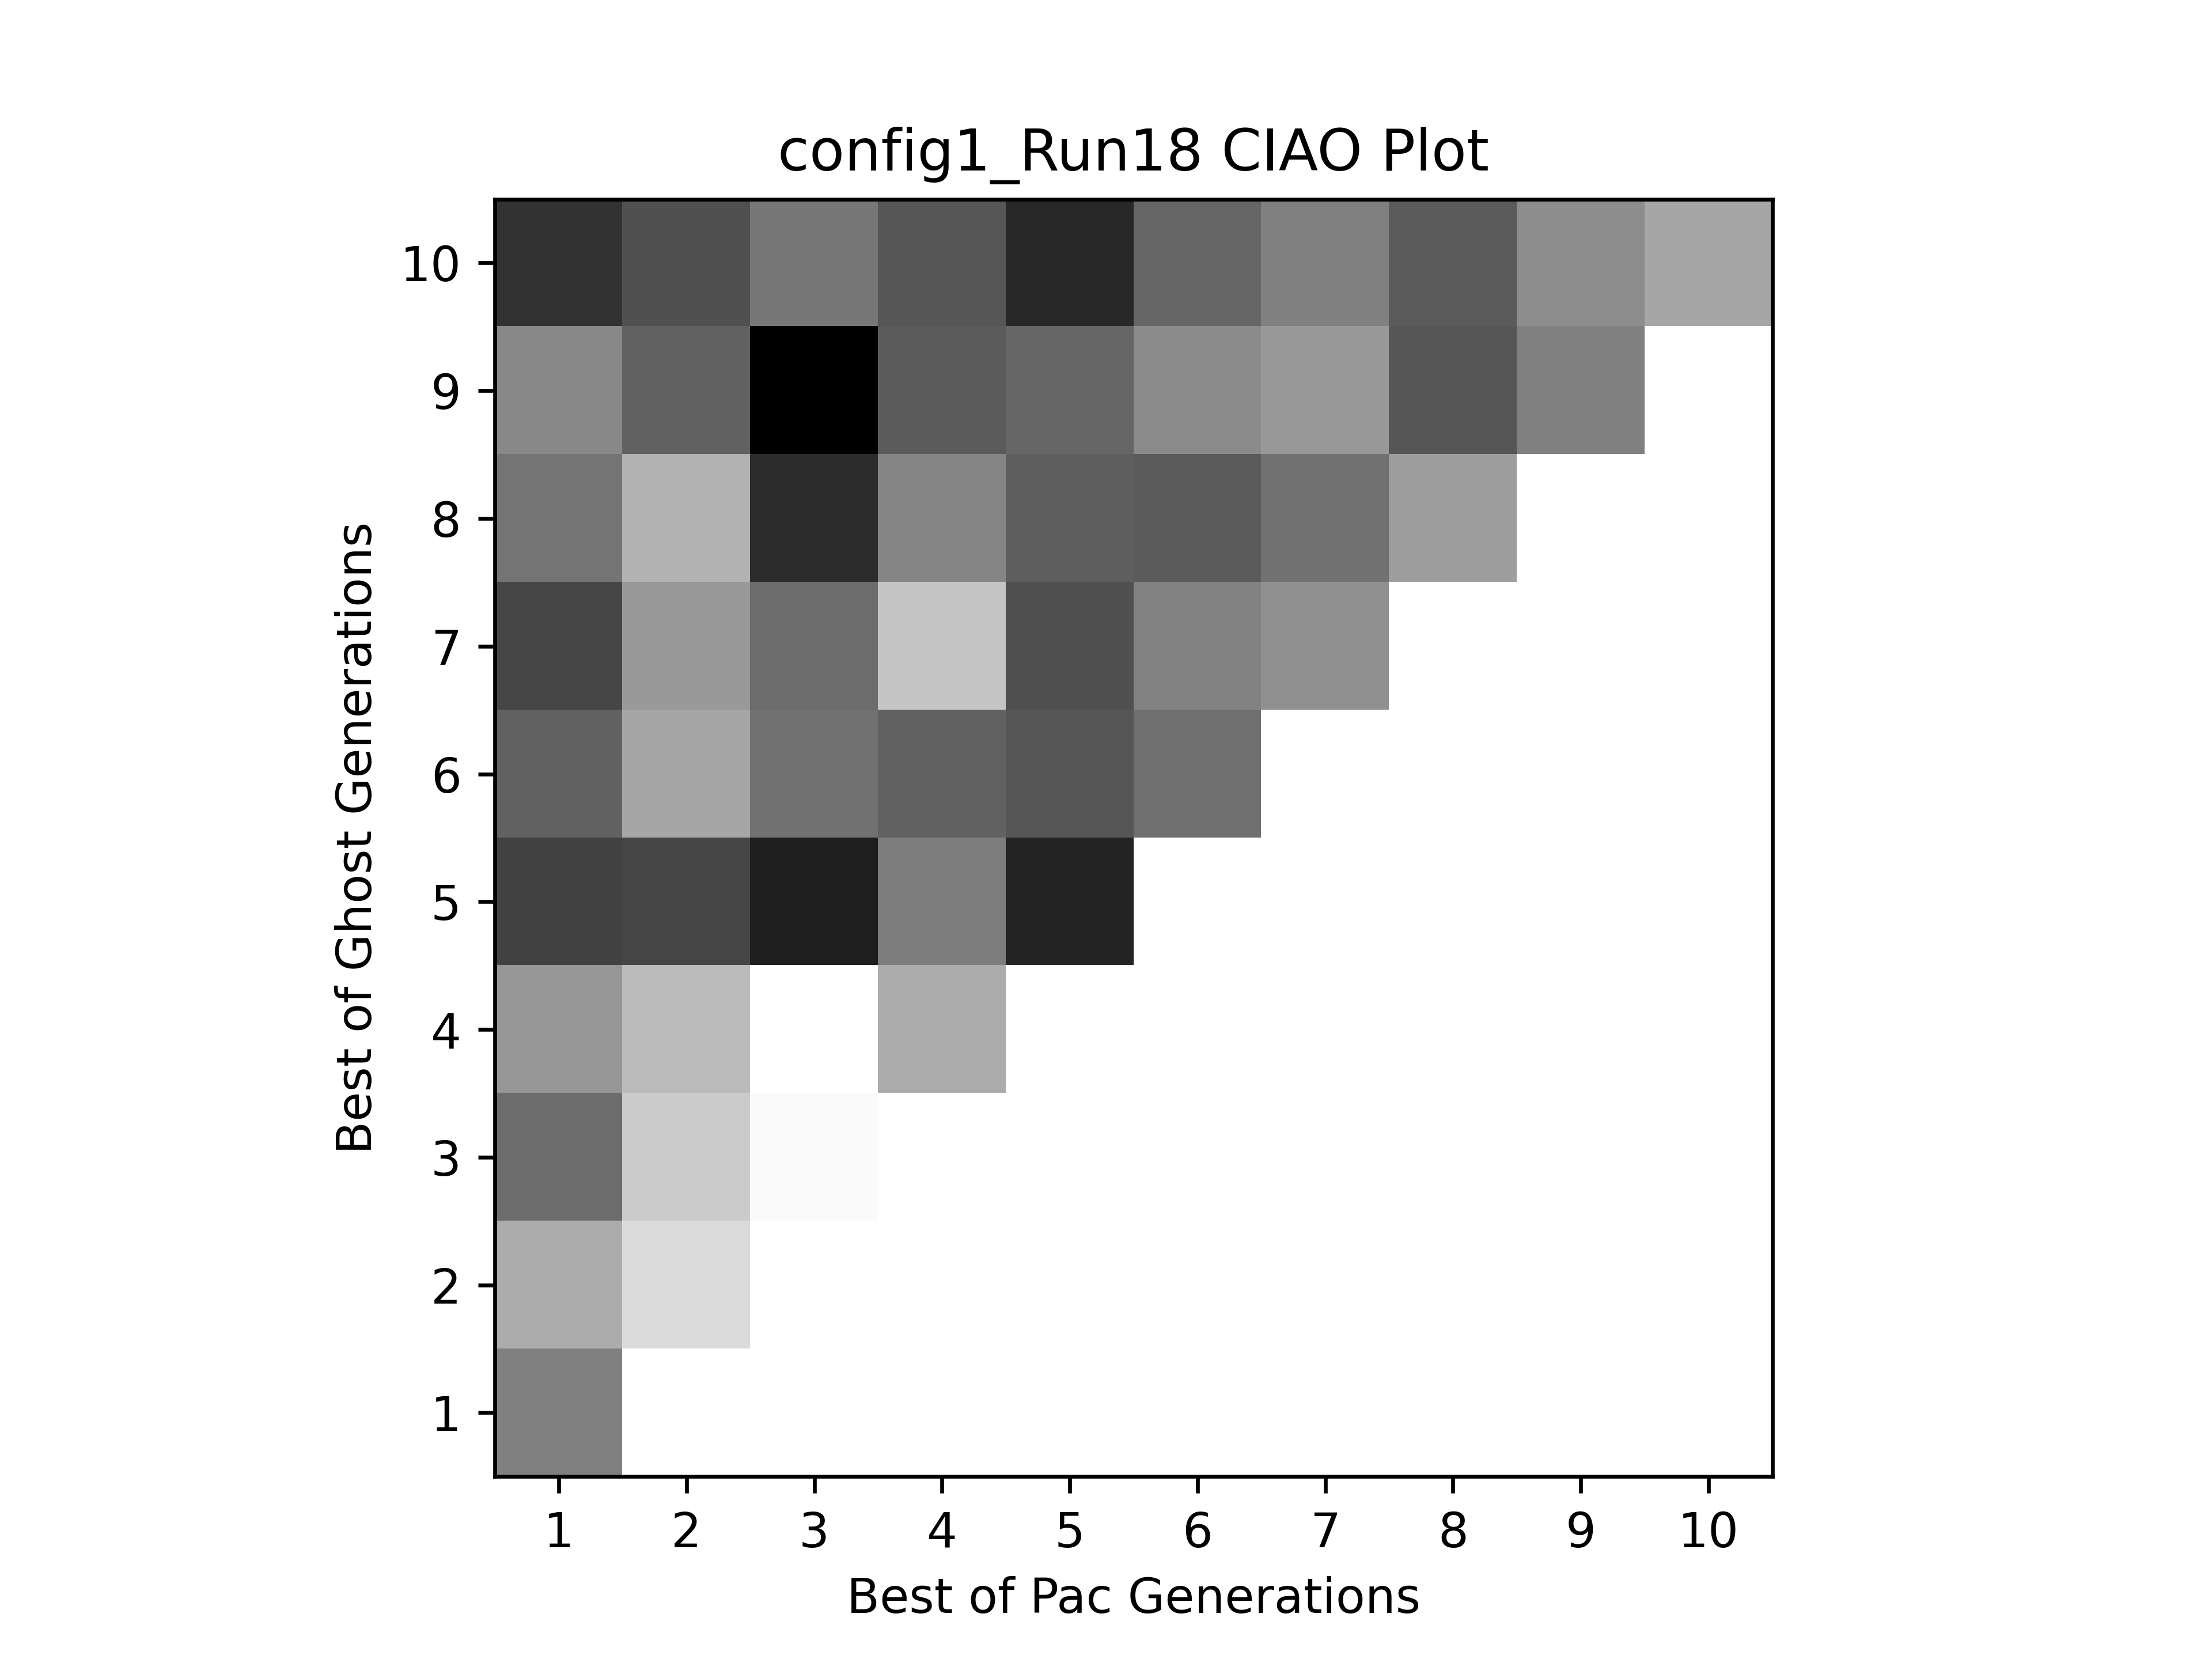 config1_Run18 CIAO Plot
Best of Ghost Generations
10
9
8
7
6
5
4
3
2
1
1 2 3 4 5 6 7 8 9 10
Best of Pac Generations